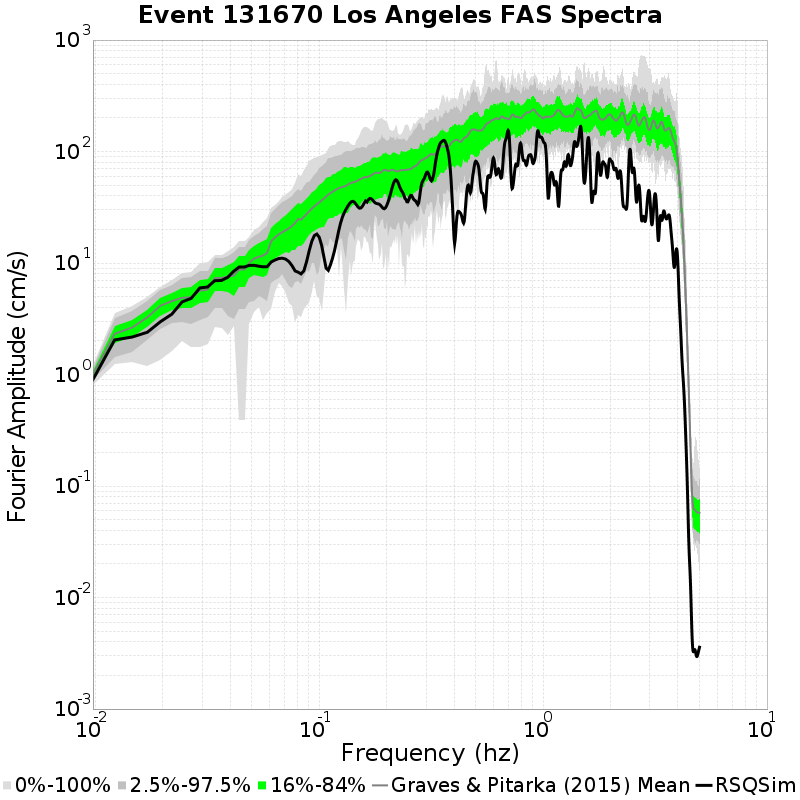 Event 131670 Los Angeles FAS Spectra
Fourier Amplitude (cm/s)
10^3
10^2
10^1
10^0
10^-1
10^-2
10^-3
10^-2 10^-1 10^0 10^1
Frequency (hz)
0%-100% 2.5%-97.5% 16%-84% Graves & Pitarka (2015) Mean RSQSim